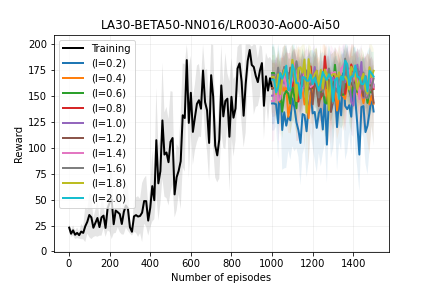 LA30-BETA50-NN016/LR0030-Ao00-Ai50
Reward
200
175
150
125
100
75
50
25
0
Training
(l=0.2)
(l=0.4)
(l=0.6)
(l=0.8)
(l=1.0)
(l=1.2)
(l=1.4)
(l=1.6)
(l=1.8)
(l=2.0)
0 200 400 600 800 1000 1200 1400
Number of episodes